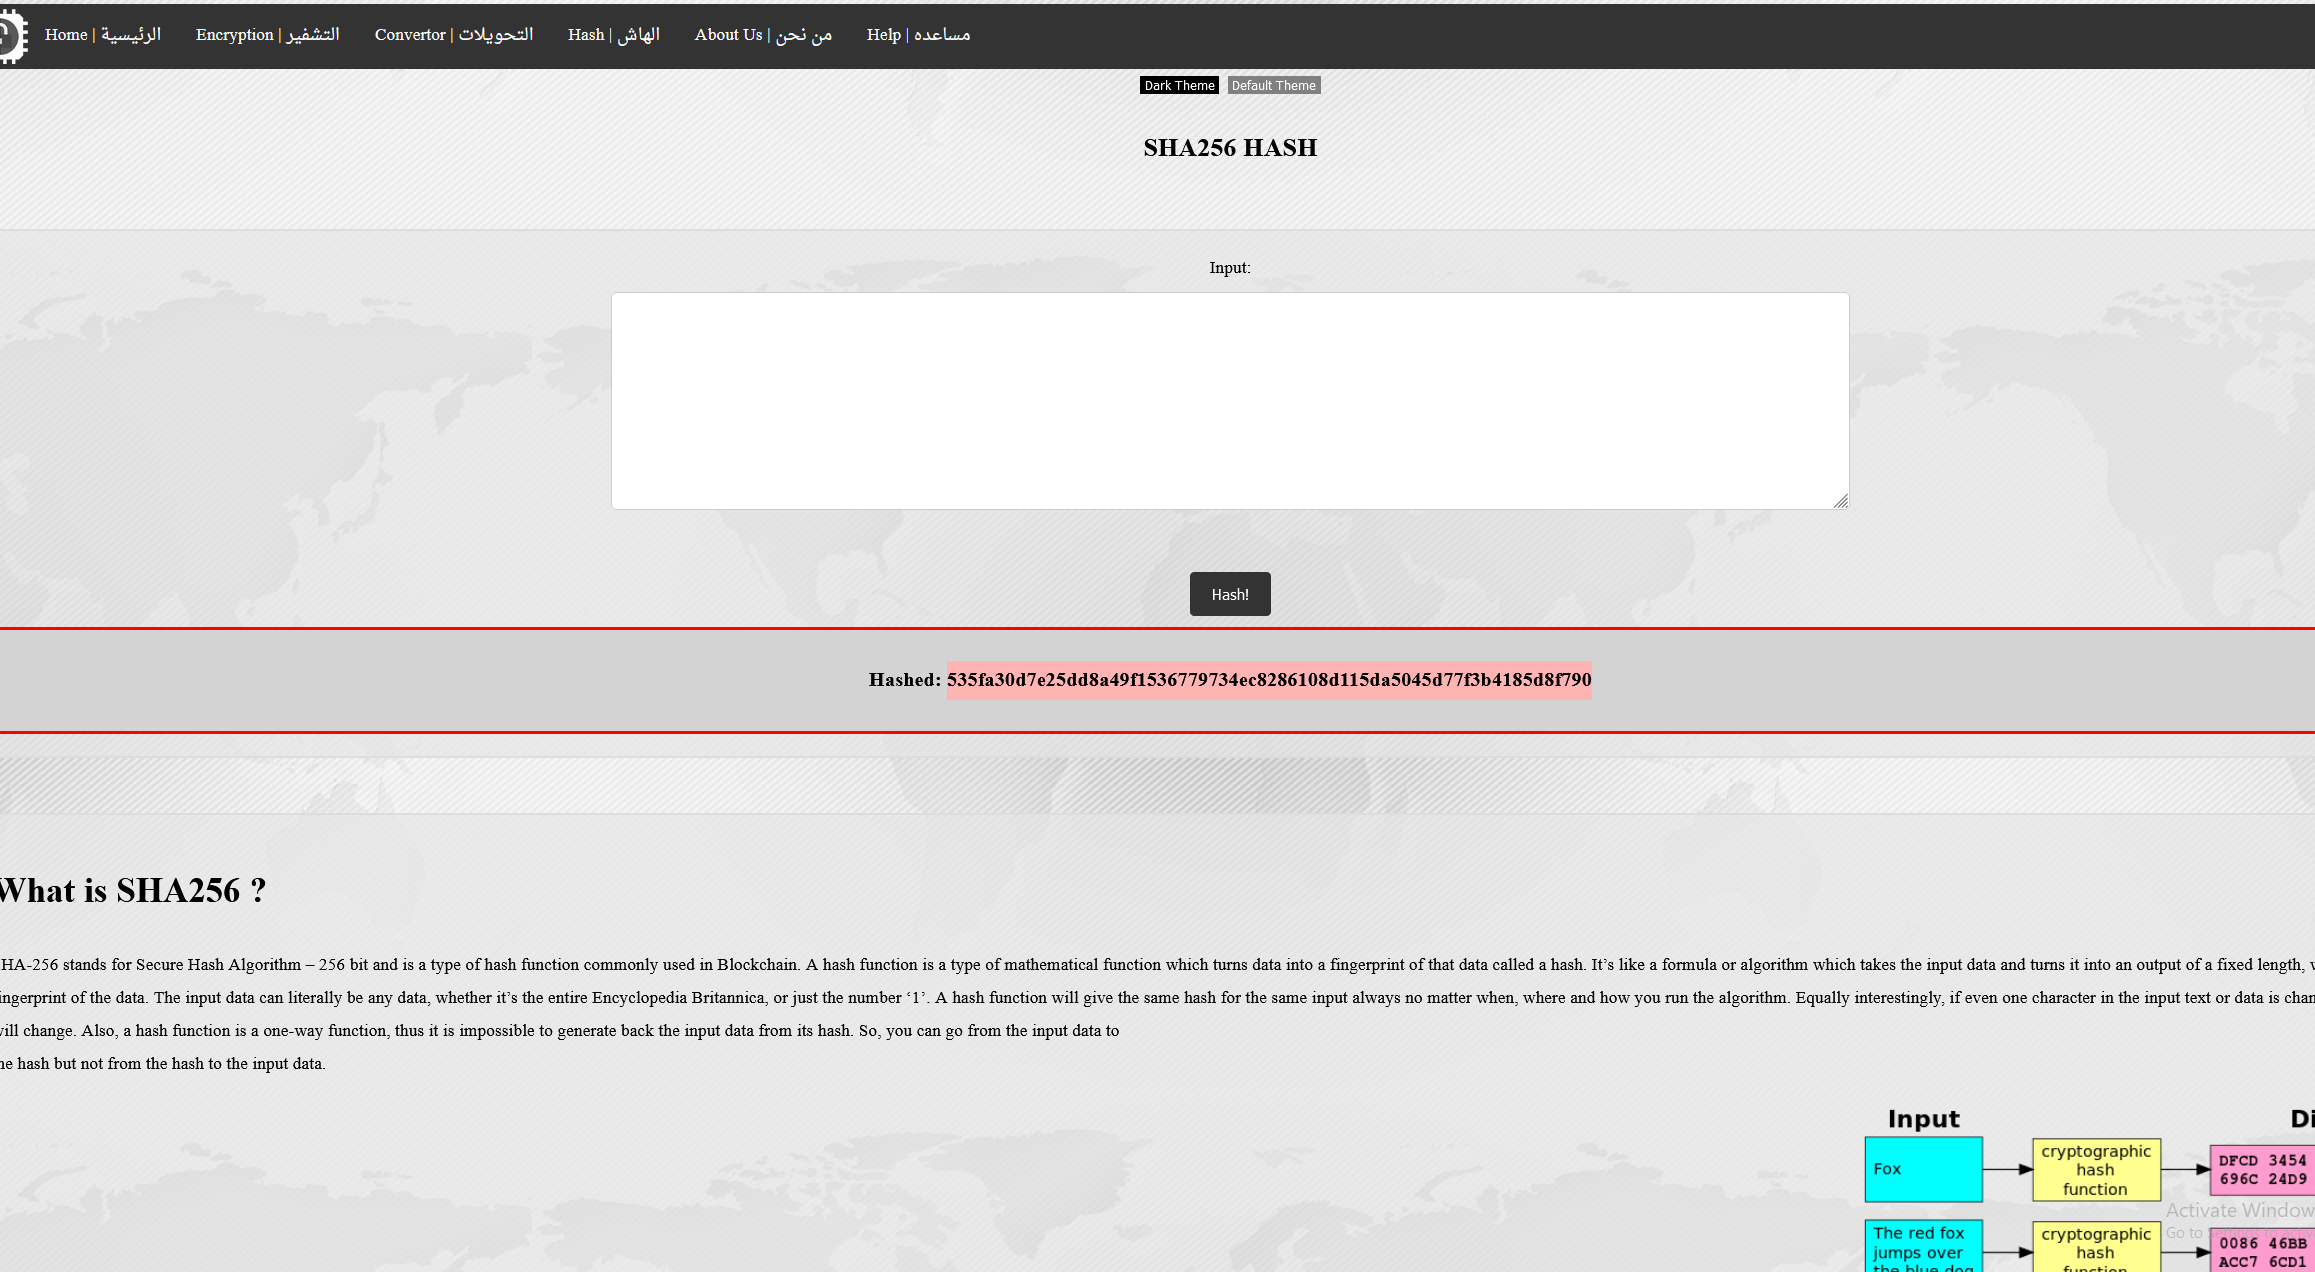 Home | الرئيسية Encryption | التشفير Convertor | التحويلات Hash | الهاش About Us | من نحن Help | مساعده
Dark Theme Default Theme
SHA256 HASH
Input:
Hash!
Hashed: 535fa30d7e25dd8a49f1536779734ec8286108d115da5045d77f3b4185d8f790
What is SHA256 ?
HA-256 stands for Secure Hash Algorithm – 256 bit and is a type of hash function commonly used in Blockchain. A hash function is a type of mathematical function which turns data into a fingerprint of that data called a hash. It’s like a formula or algorithm which takes the input data and turns it into an output of a fixed length,
ingerprint of the data. The input data can literally be any data, whether it’s the entire Encyclopedia Britannica, or just the number ‘1’. A hash function will give the same hash for the same input always no matter when, where and how you run the algorithm. Equally interestingly, if even one character in the input text or data is
will change. Also, a hash function is a one-way function, thus it is impossible to generate back the input data from its hash. So, you can go from the input data to
he hash but not from the hash to the input data.
Input Di
Fox
cryptographic
hash
function
DFCD 3454
696C 24D9
The red fox
jumps over
the blue dog
cryptographic
hash
function
0086 46BB
ACC7 6CD1
Activate Window
Go to